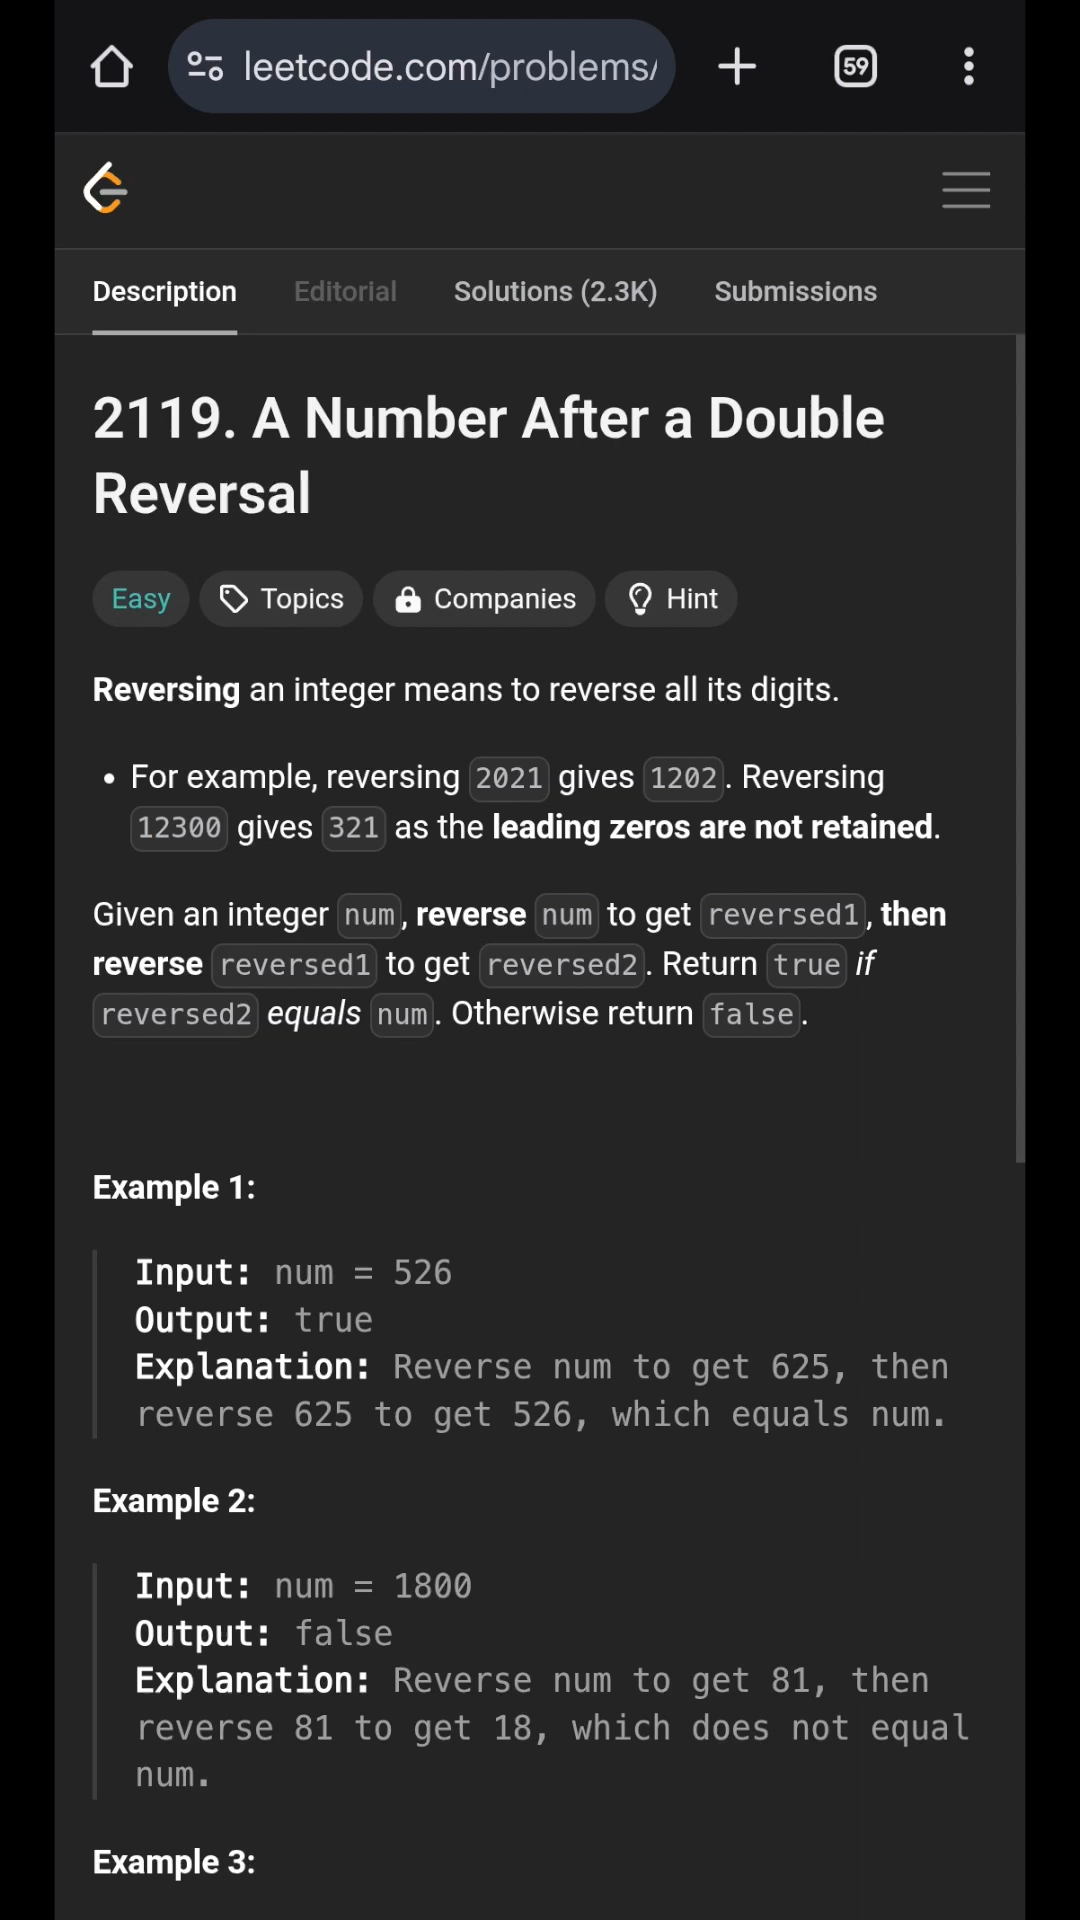 leetcode.com/problems/
59
Description Editorial Solutions (2.3K) Submissions
2119. A Number After a Double
Reversal
Easy Topics Companies Hint
Reversing an integer means to reverse all its digits.
• For example, reversing 2021 gives 1202. Reversing
12300 gives 321 as the leading zeros are not retained.
Given an integer num, reverse num to get reversed1, then
reverse reversed1 to get reversed2. Return true if
reversed2 equals num. Otherwise return false.
Example 1:
Input: num = 526
Output: true
Explanation: Reverse num to get 625, then
reverse 625 to get 526, which equals num.
Example 2:
Input: num = 1800
Output: false
Explanation: Reverse num to get 81, then
reverse 81 to get 18, which does not equal
num.
Example 3: